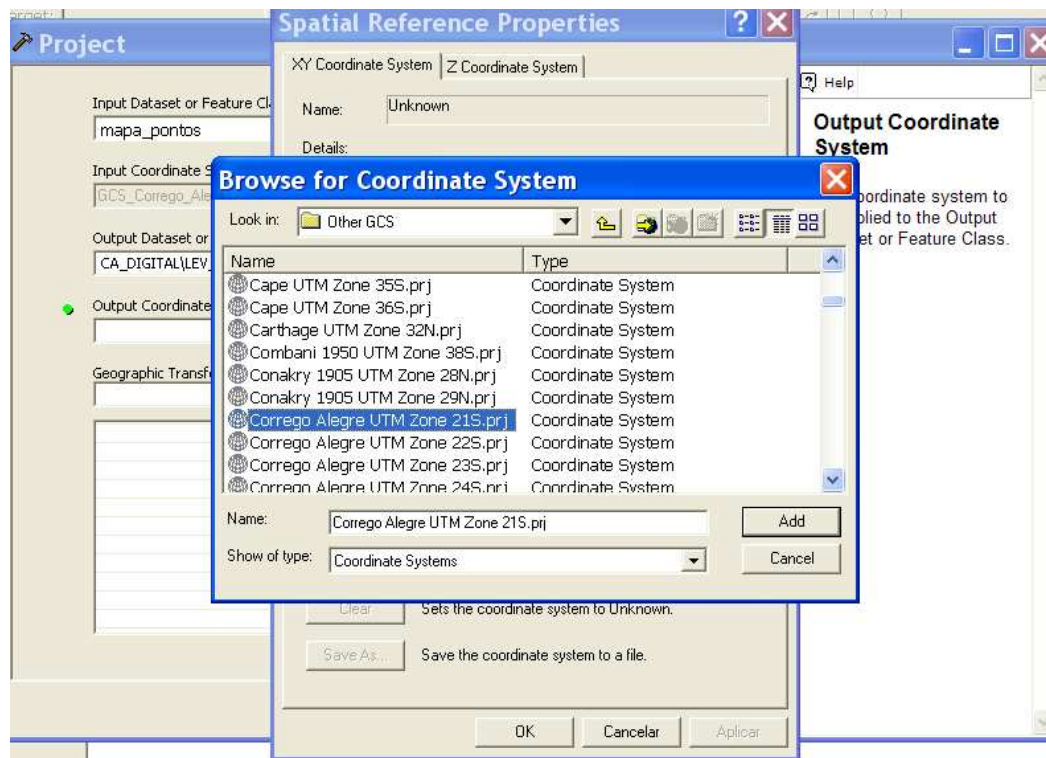 Project
Input Dataset or Feature Cl
mapa_pontos
Input Coordinate S
GCS_Corrego_Ale
Output Dataset or
CA_DIGITAL\LEV_
Output Coordinate
Geographic Transf
Spatial Reference Properties
?
XY Coordinate System
Z Coordinate System
Name:
Unknown
Details:
Browse for Coordinate System
Look in:
Other GCS
Name
Type
Cape UTM Zone 35S.prj
Coordinate System
Cape UTM Zone 36S.prj
Coordinate System
Carthage UTM Zone 32N.prj
Coordinate System
Combani 1950 UTM Zone 38S.prj
Coordinate System
Conakry 1905 UTM Zone 28N.prj
Coordinate System
Conakry 1905 UTM Zone 29N.prj
Coordinate System
Corrego Alegre UTM Zone 21S.prj
Coordinate System
Corrego Alegre UTM Zone 22S.prj
Coordinate System
Corrego Alegre UTM Zone 23S.prj
Coordinate System
Corrego Alegre UTM Zone 24S.prj
Coordinate System
Name:
Corrego Alegre UTM Zone 21S.prj
Add
Show of type:
Coordinate Systems
Cancel
Clear
Sets the coordinate system to Unknown.
Save As...
Save the coordinate system to a file.
OK
Cancelar
Aplicar
Help
Output Coordinate
System
oordinate system to
plied to the Output
et or Feature Class.